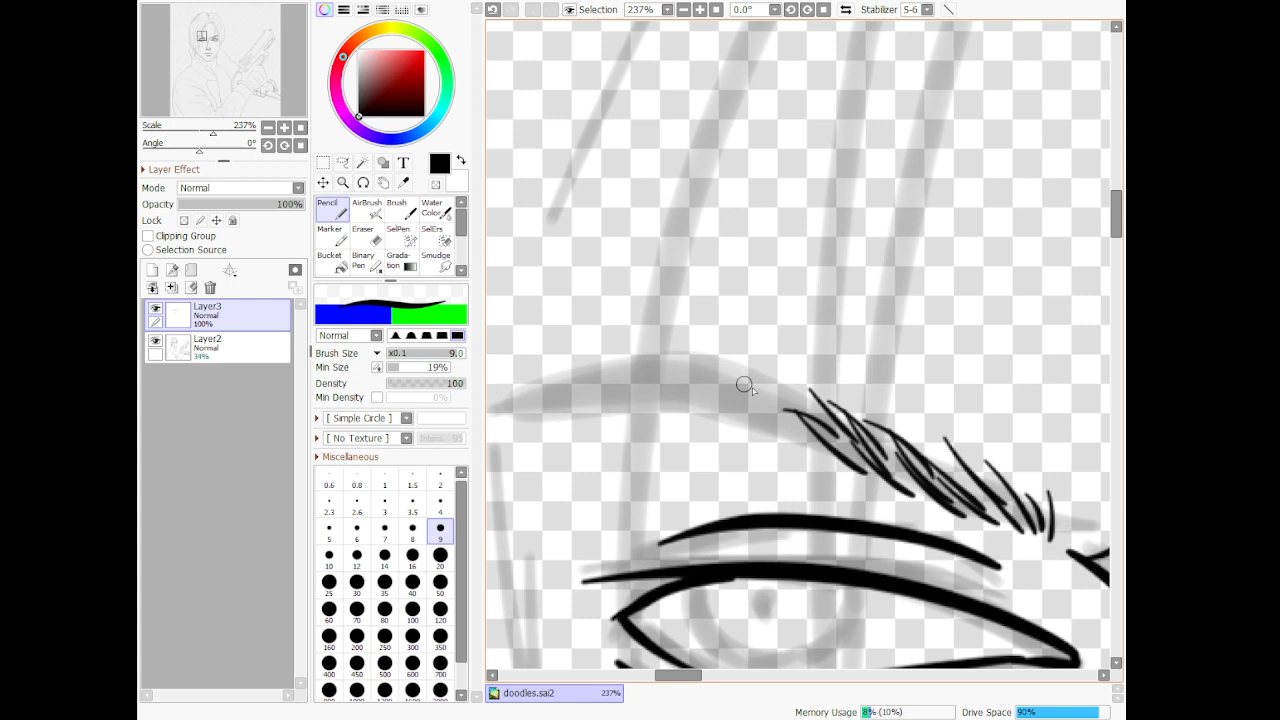 Selection 237% 0.0° Stabilizer S-6
Scale 237%
Angle 0°
Layer Effect
Mode Normal
Opacity 100%
Lock
Clipping Group
Selection Source
Layer3
Normal
100%
Layer2
Normal
34%
T
Pencil AirBrush Brush Water Color
Marker Eraser SelPen SelErs
Bucket Binary Pen Grada-tion Smudge
Normal
Brush Size x0.1 9.0
Min Size 19%
Density 100
Min Density 0%
[ Simple Circle ]
[ No Texture ] Intens. 95
Miscellaneous
0.6 0.8 1 1.5 2
2.3 2.6 3 3.5 4
5 6 7 8 9
10 12 14 16 20
25 30 35 40 50
60 70 80 100 120
160 200 250 300 350
400 450 500 600 700
doodles.sai2 237%
Memory Usage 8% (10%) Drive Space 90%